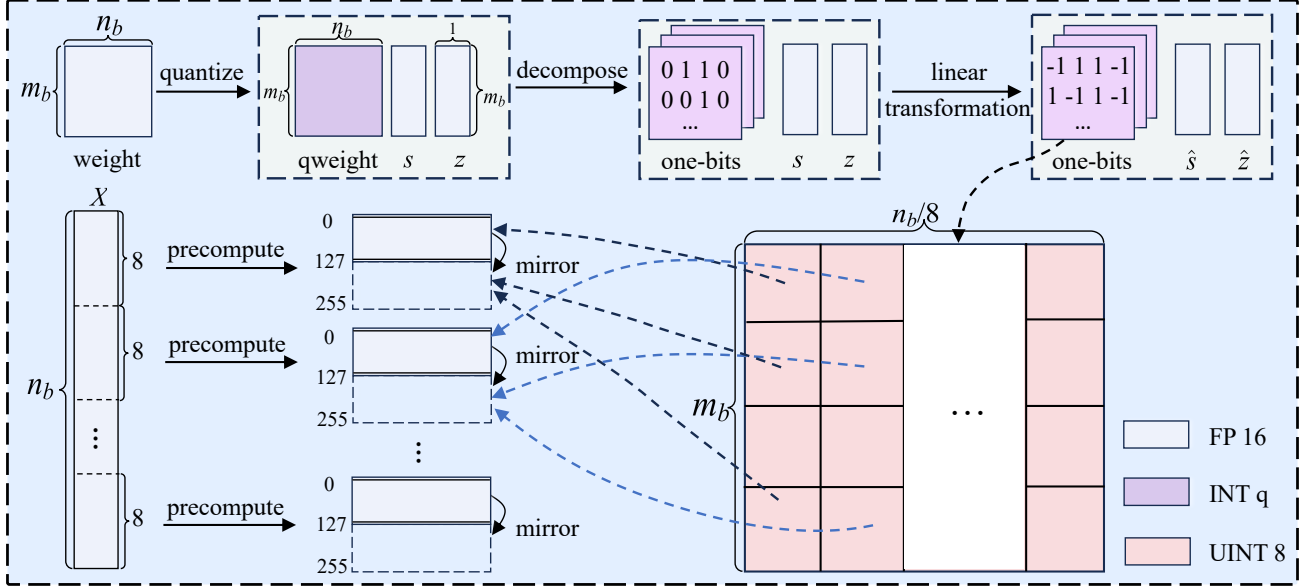 n_b
m_b
weight
quantize
n_b
1
m_b
m_b
qweight s z
decompose
0 1 1 0
0 0 1 0
...
one-bits s z
linear
transformation
-1 1 1 -1
1 -1 1 -1
...
one-bits ŝ ẑ
X
n_b
8
precompute
0
127
255
mirror
8
precompute
0
127
255
mirror
⋮
⋮
8
precompute
0
127
255
mirror
n_b/8
m_b
...
FP 16
INT q
UINT 8